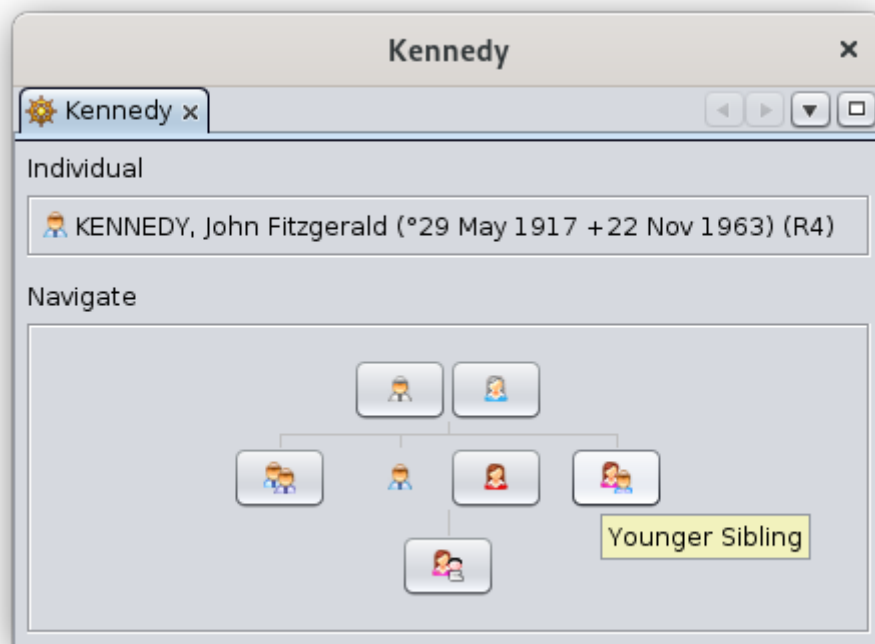 Kennedy
Kennedy
Individual
KENNEDY, John Fitzgerald (°29 May 1917 +22 Nov 1963) (R4)
Navigate
Younger Sibling